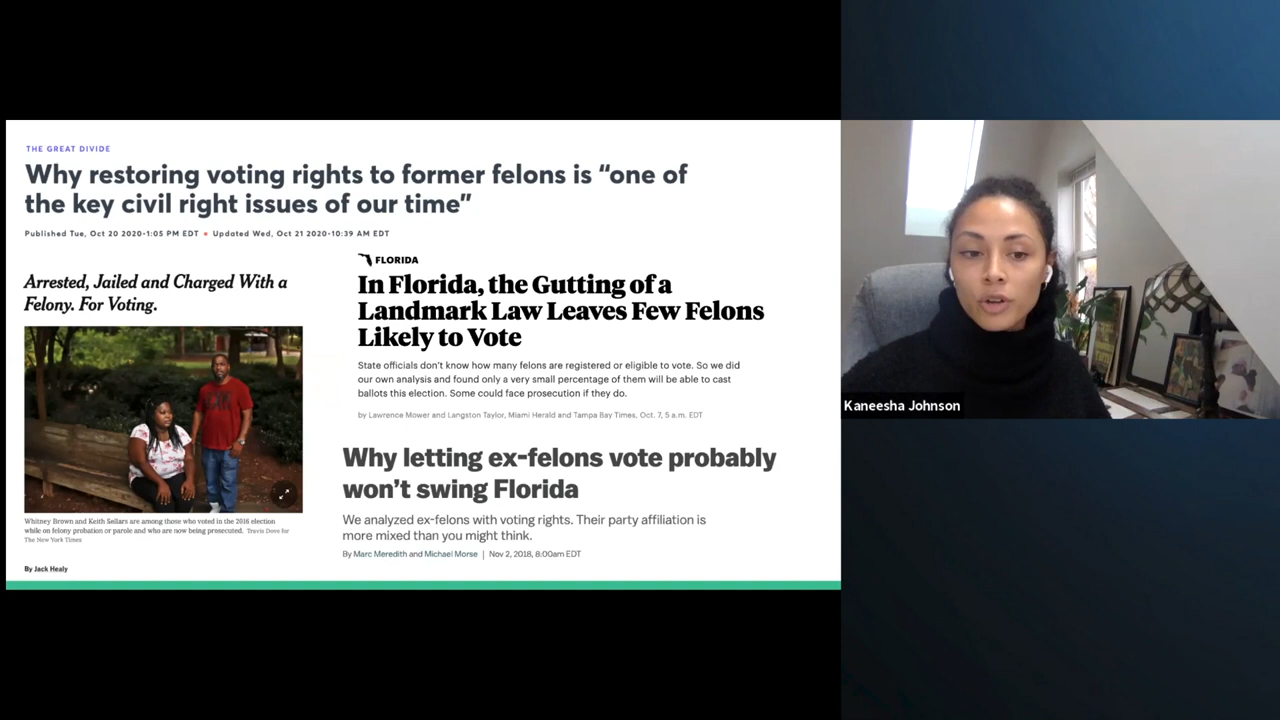 THE GREAT DIVIDE
Why restoring voting rights to former felons is “one of
the key civil right issues of our time”
Published Tue, Oct 20 2020•1:05 PM EDT • Updated Wed, Oct 21 2020•10:39 AM EDT
Arrested, Jailed and Charged With a
Felony. For Voting.
Whitney Brown and Keith Sellars are among those who voted in the 2016 election
while on felony probation or parole and who are now being prosecuted. Travis Dove for
The New York Times
By Jack Healy
FLORIDA
In Florida, the Gutting of a
Landmark Law Leaves Few Felons
Likely to Vote
State officials don’t know how many felons are registered or eligible to vote. So we did
our own analysis and found only a very small percentage of them will be able to cast
ballots this election. Some could face prosecution if they do.
by Lawrence Mower and Langston Taylor, Miami Herald and Tampa Bay Times, Oct. 7, 5 a.m. EDT
Why letting ex-felons vote probably
won’t swing Florida
We analyzed ex-felons with voting rights. Their party affiliation is
more mixed than you might think.
By Marc Meredith and Michael Morse | Nov 2, 2018, 8:00am EDT
Kaneesha Johnson